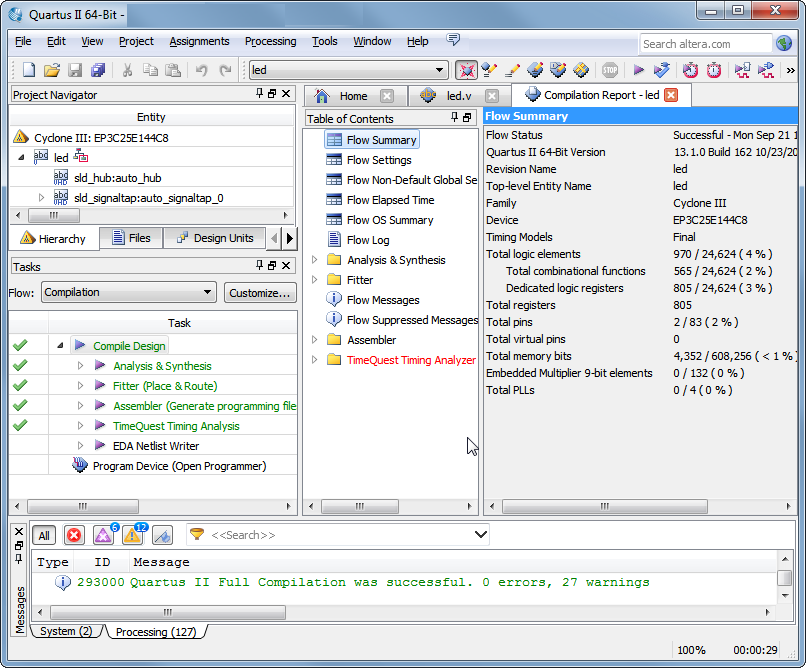 Quartus II 64-Bit -
File Edit View Project Assignments Processing Tools Window Help
Search altera.com
led
STOP
Project Navigator
Entity
Cyclone III: EP3C25E144C8
led
sld_hub:auto_hub
sld_signaltap:auto_signaltap_0
Hierarchy Files Design Units
Tasks
Flow: Compilation Customize...
Task
Compile Design
Analysis & Synthesis
Fitter (Place & Route)
Assembler (Generate programming file
TimeQuest Timing Analysis
EDA Netlist Writer
Program Device (Open Programmer)
Home led.v Compilation Report - led
Table of Contents
Flow Summary
Flow Settings
Flow Non-Default Global Se
Flow Elapsed Time
Flow OS Summary
Flow Log
Analysis & Synthesis
Fitter
Flow Messages
Flow Suppressed Messages
Assembler
TimeQuest Timing Analyzer
Flow Summary
Flow Status Successful - Mon Sep 21 1
Quartus II 64-Bit Version 13.1.0 Build 162 10/23/20
Revision Name led
Top-level Entity Name led
Family Cyclone III
Device EP3C25E144C8
Timing Models Final
Total logic elements 970 / 24,624 ( 4 % )
Total combinational functions 565 / 24,624 ( 2 % )
Dedicated logic registers 805 / 24,624 ( 3 % )
Total registers 805
Total pins 2 / 83 ( 2 % )
Total virtual pins 0
Total memory bits 4,352 / 608,256 ( < 1 % )
Embedded Multiplier 9-bit elements 0 / 132 ( 0 % )
Total PLLs 0 / 4 ( 0 % )
Messages
All 6 12 <<Search>>
Type ID Message
293000 Quartus II Full Compilation was successful. 0 errors, 27 warnings
System (2) Processing (127)
100% 00:00:29